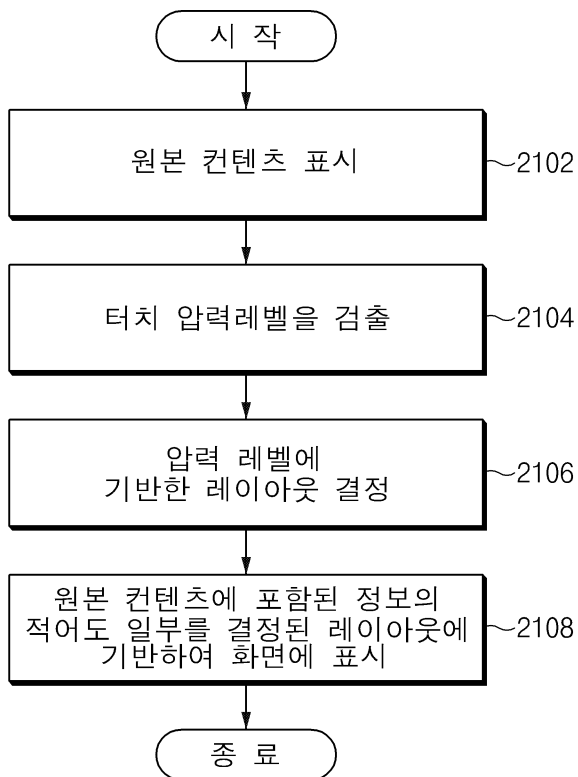 시 작
원본 컨텐츠 표시
2102
터치 압력레벨을 검출
2104
압력 레벨에
기반한 레이아웃 결정
2106
원본 컨텐츠에 포함된 정보의
적어도 일부를 결정된 레이아웃에
기반하여 화면에 표시
2108
종 료